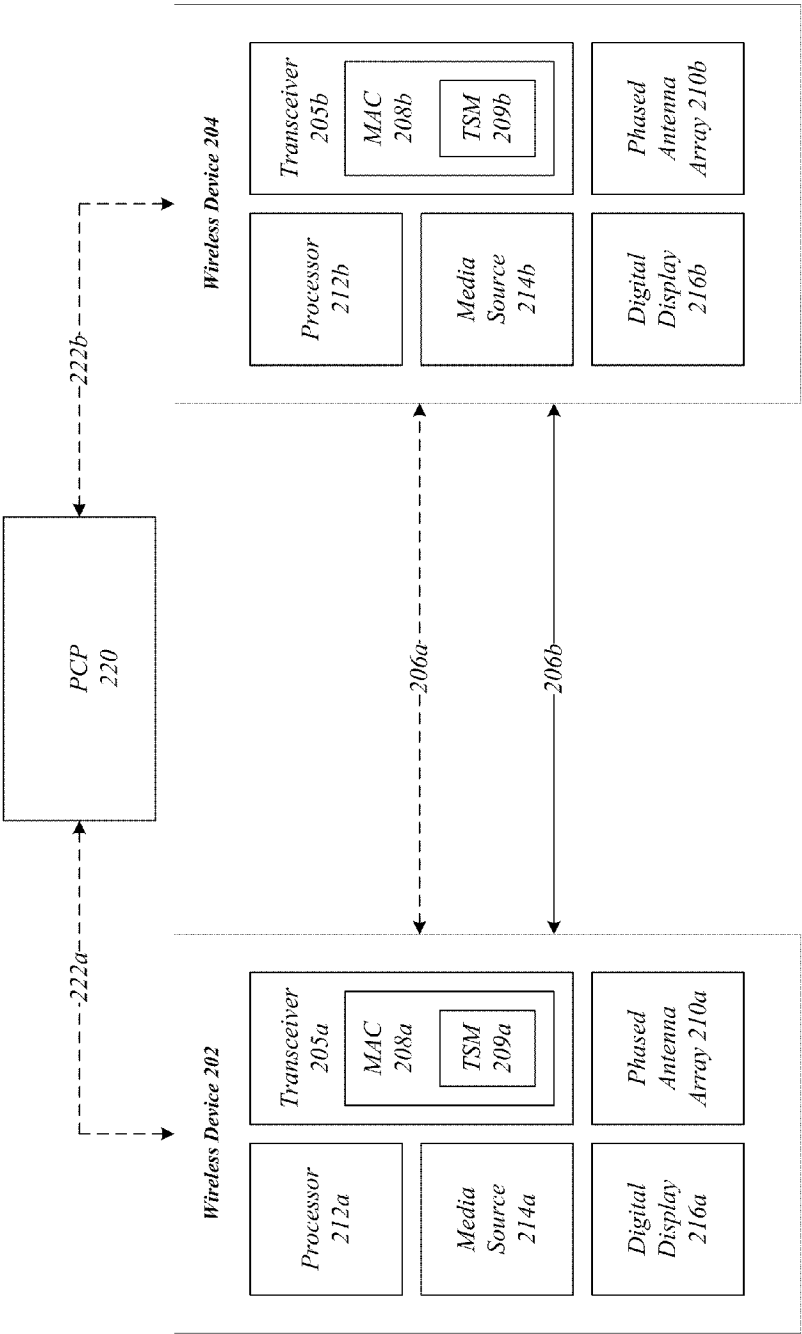 PCP
220
222a
222b
Wireless Device 202
Processor
212a
Transceiver
205a
MAC
208a
TSM
209a
Media
Source
214a
Digital
Display
216a
Phased
Antenna
Array 210a
206a
206b
Wireless Device 204
Processor
212b
Transceiver
205b
MAC
208b
TSM
209b
Media
Source
214b
Digital
Display
216b
Phased
Antenna
Array 210b